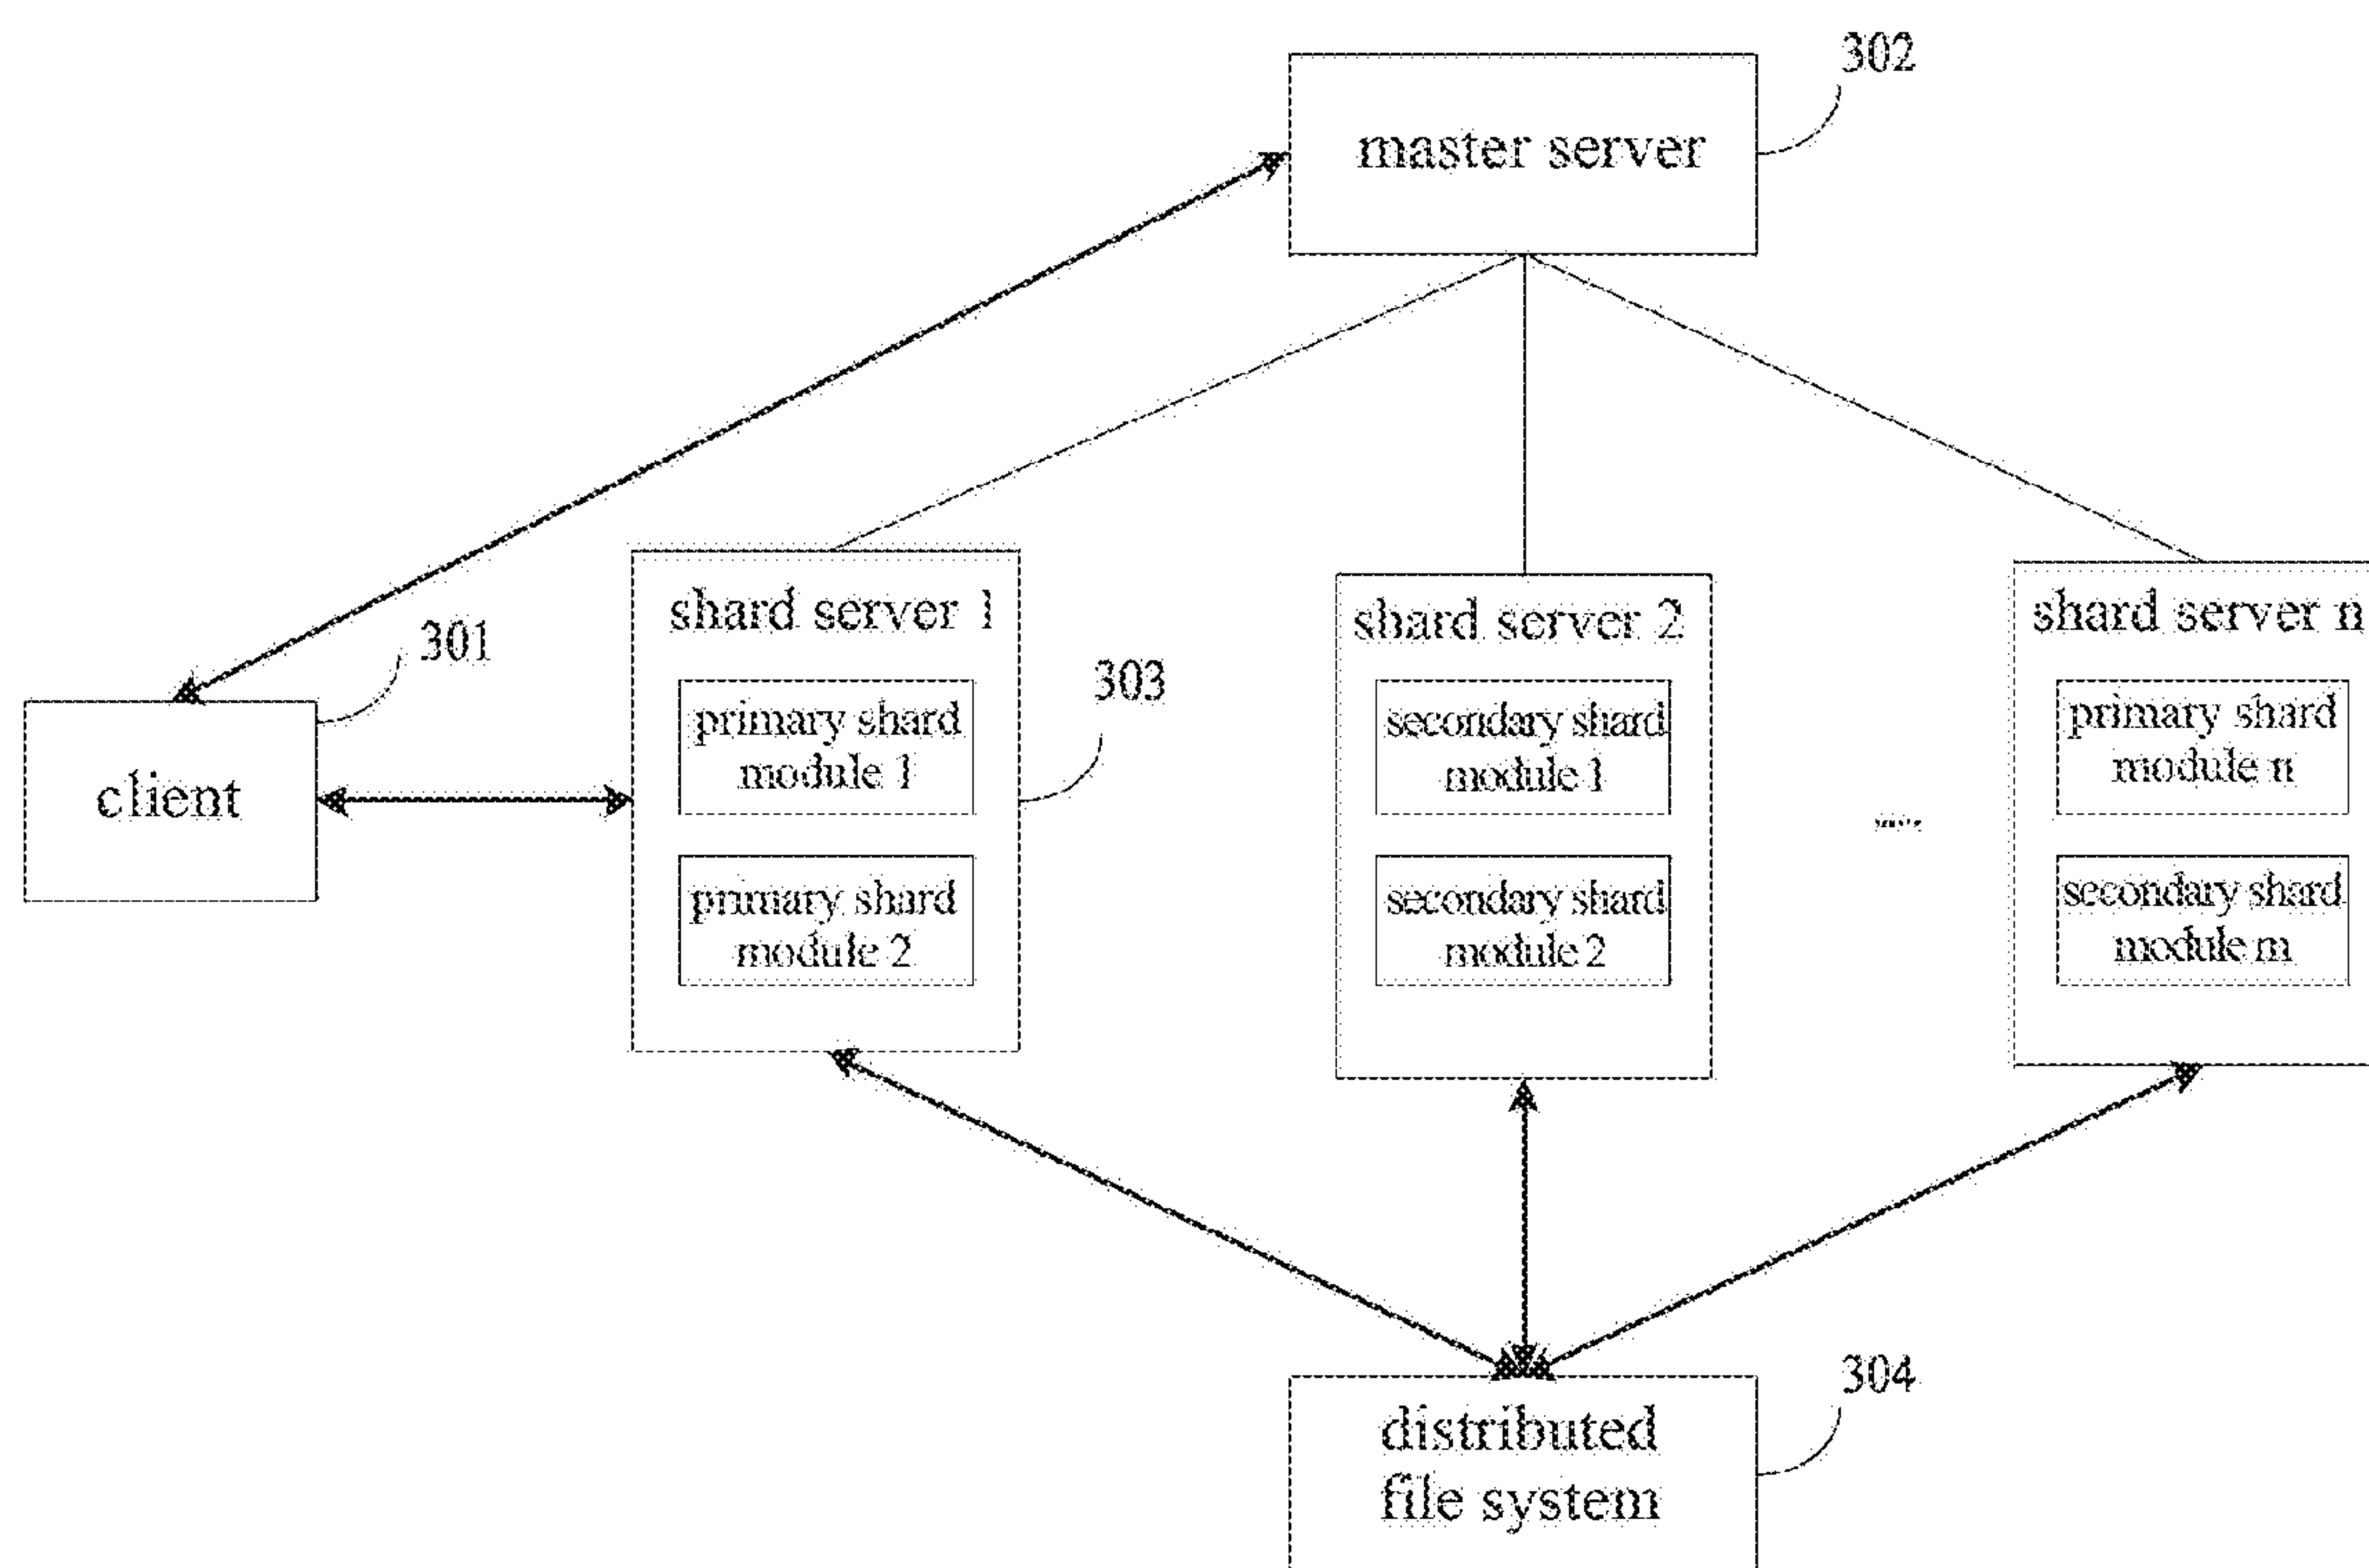 302
master server
shard server 1
primary shard
module 1
primary shard
module 2
303
301
client
shard server 2
secondary shard
module 1
secondary shard
module 2
shard server n
primary shard
module n
secondary shard
module m
304
distributed
file system